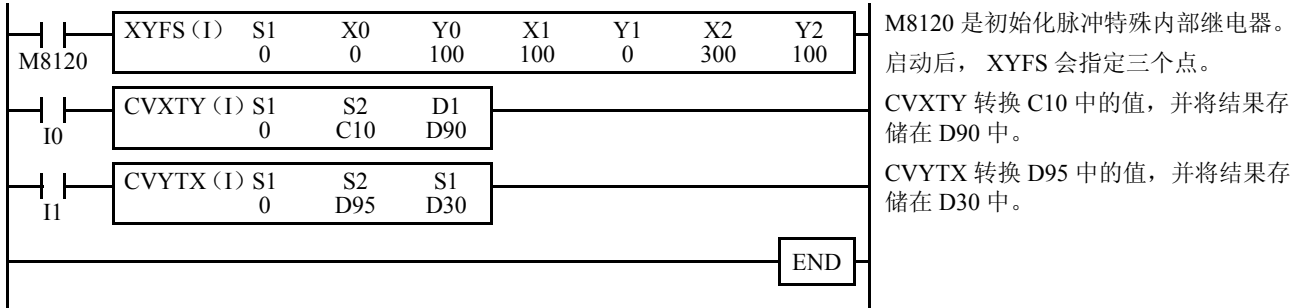 XYFS (I) S1 X0 Y0 X1 Y1 X2 Y2
M8120 0 0 100 100 0 300 100
CVXTY (I) S1 S2 D1
I0 0 C10 D90
CVYTX (I) S1 S2 S1
I1 0 D95 D30
END
M8120 是初始化脉冲特殊内部继电器。
启动后， XYFS 会指定三个点。
CVXTY 转换 C10 中的值，并将结果存
储在 D90 中。
CVYTX 转换 D95 中的值，并将结果存
储在 D30 中。